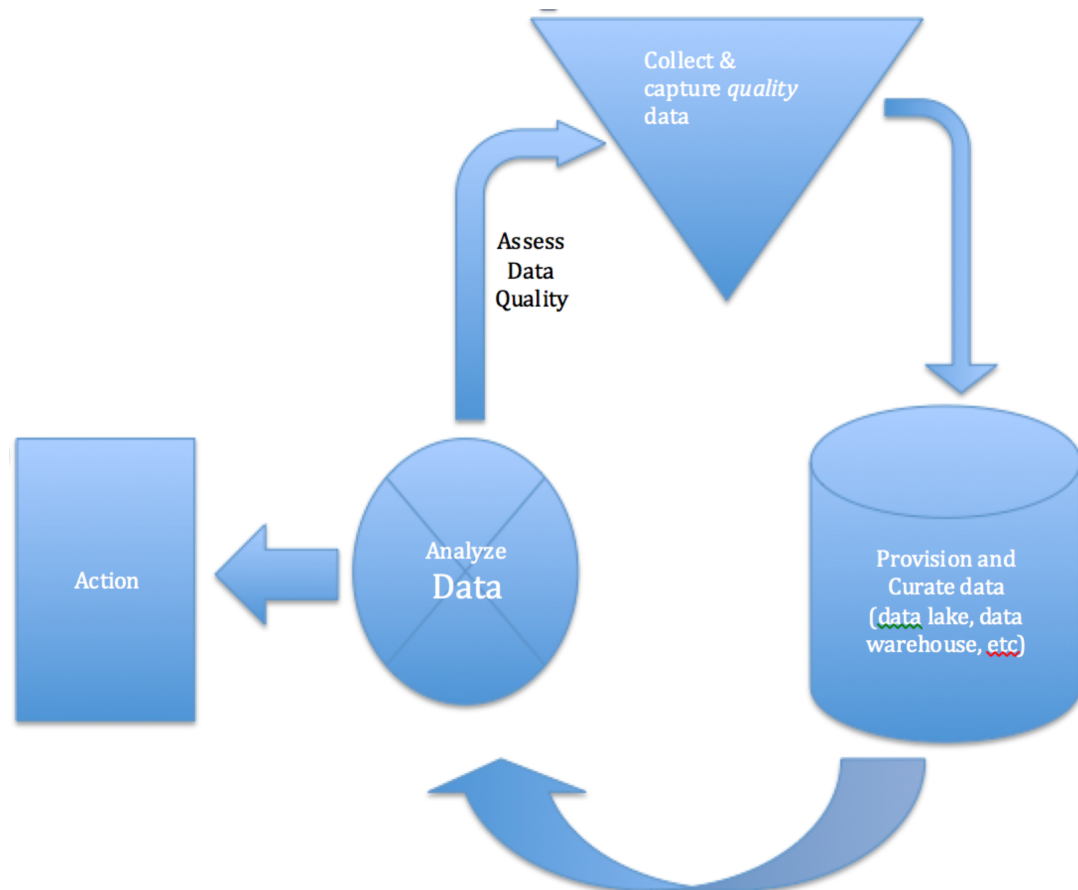 Collect &
capture quality
data
Assess
Data
Quality
Analyze
Data
Action
Provision and
Curate data
(data lake, data
warehouse, etc)